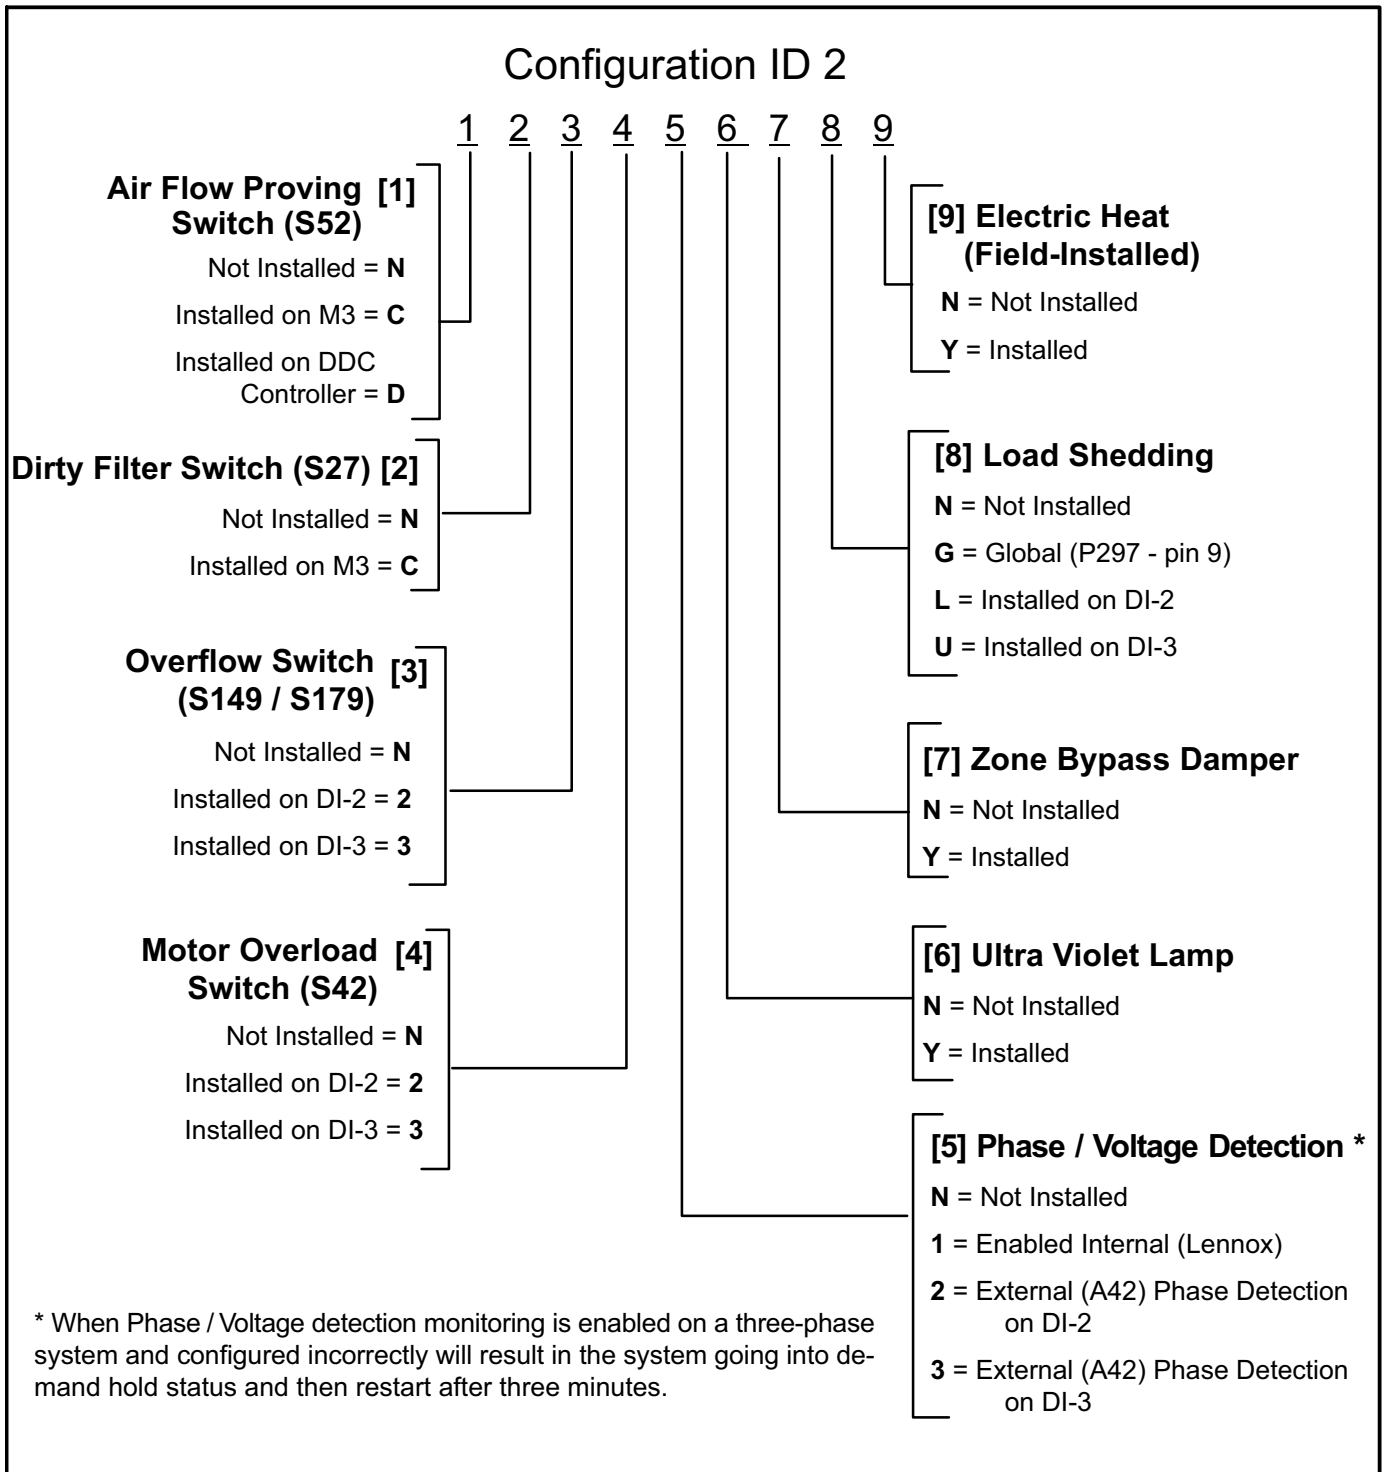 Configuration ID 2
1 2 3 4 5 6 7 8 9
Air Flow Proving [1]
Switch (S52)
Not Installed = N
Installed on M3 = C
Installed on DDC
Controller = D
Dirty Filter Switch (S27) [2]
Not Installed = N
Installed on M3 = C
Overflow Switch [3]
(S149 / S179)
Not Installed = N
Installed on DI-2 = 2
Installed on DI-3 = 3
Motor Overload [4]
Switch (S42)
Not Installed = N
Installed on DI-2 = 2
Installed on DI-3 = 3
[9] Electric Heat
(Field-Installed)
N = Not Installed
Y = Installed
[8] Load Shedding
N = Not Installed
G = Global (P297 - pin 9)
L = Installed on DI-2
U = Installed on DI-3
[7] Zone Bypass Damper
N = Not Installed
Y = Installed
[6] Ultra Violet Lamp
N = Not Installed
Y = Installed
[5] Phase / Voltage Detection *
N = Not Installed
1 = Enabled Internal (Lennox)
2 = External (A42) Phase Detection
on DI-2
3 = External (A42) Phase Detection
on DI-3
* When Phase / Voltage detection monitoring is enabled on a three-phase
system and configured incorrectly will result in the system going into de-
mand hold status and then restart after three minutes.